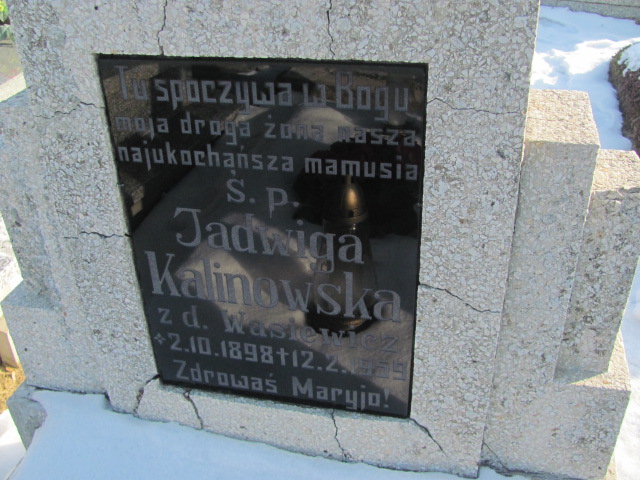 Tu spoczywa w Bogu
moja droga żona nasza
najukochańsza mamusia
Ś. p.
Jadwiga
Kalinowska
z d. Wasiewicz
*2.10.1898 †12.2.1939
Zdrowaś Maryjo!